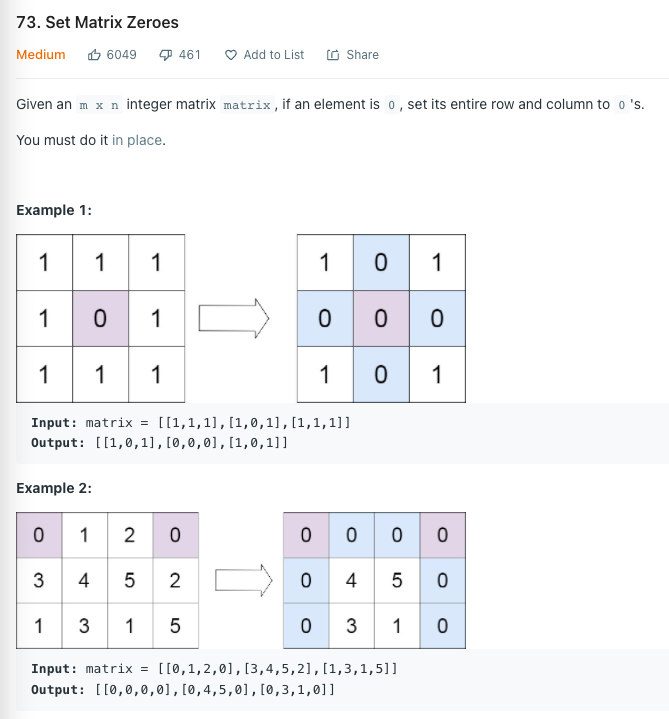 73. Set Matrix Zeroes
Medium 6049 461 Add to List Share
Given an m x n integer matrix matrix , if an element is 0 , set its entire row and column to 0 's.
You must do it in place.
Example 1:
1 1 1 1 0 1
1 0 1 0 0 0
1 1 1 1 0 1
Input: matrix = [[1,1,1],[1,0,1],[1,1,1]]
Output: [[1,0,1],[0,0,0],[1,0,1]]
Example 2:
0 1 2 0 0 0 0 0
3 4 5 2 0 4 5 0
1 3 1 5 0 3 1 0
Input: matrix = [[0,1,2,0],[3,4,5,2],[1,3,1,5]]
Output: [[0,0,0,0],[0,4,5,0],[0,3,1,0]]